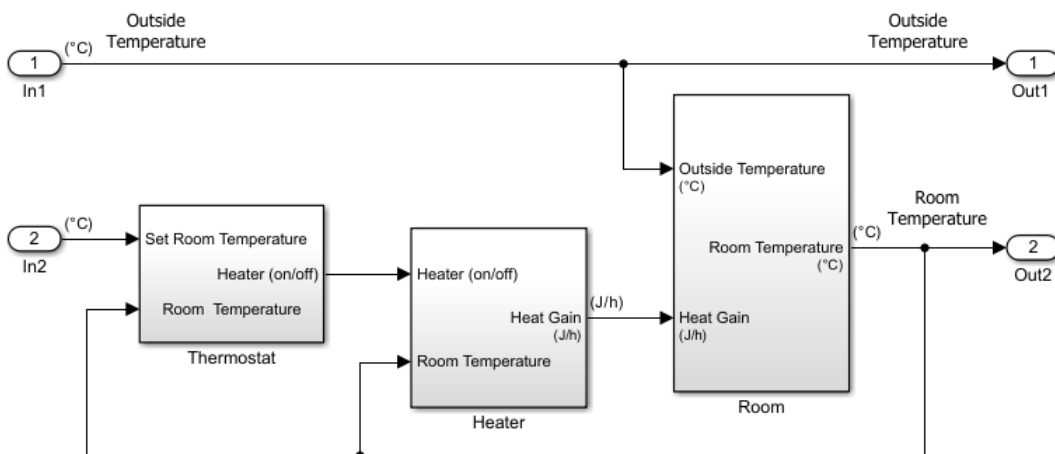 Outside
Temperature
Outside
Temperature
(°C)
1
In1
1
Out1
Outside Temperature
(°C)
Room
Temperature
(°C)
2
In2
Set Room Temperature
Heater (on/off)
Room Temperature
Thermostat
Heater (on/off)
Heat Gain
(J/h)
Room Temperature
Heater
(J/h)
Room Temperature
(°C)
Heat Gain
(J/h)
Room
(°C)
2
Out2